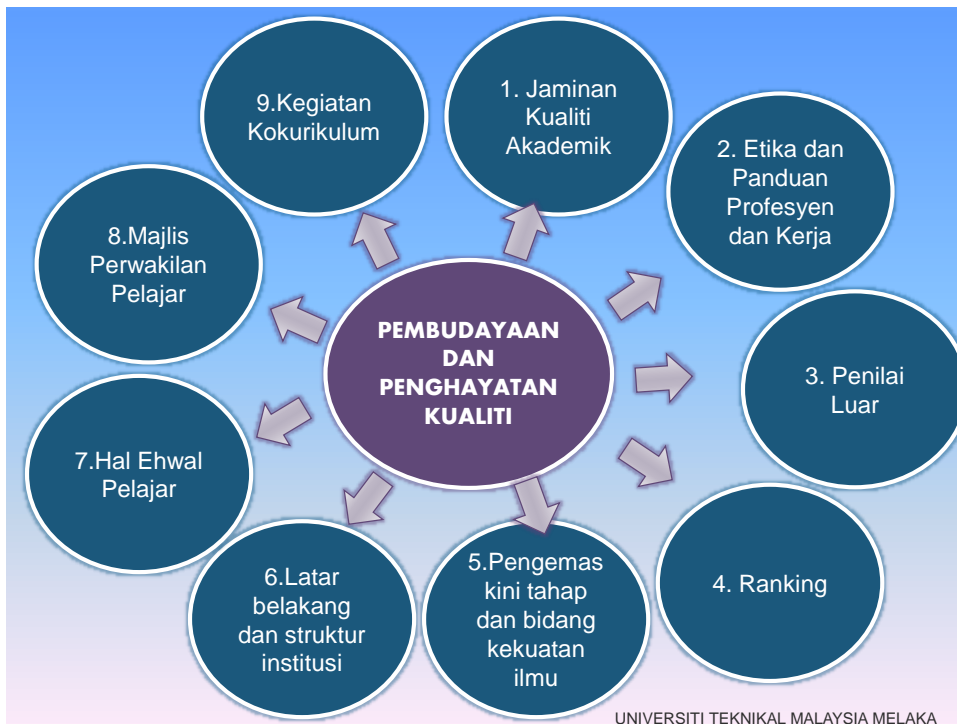 PEMBUDAYAAN
DAN
PENGHAYATAN
KUALITI
1. Jaminan
Kualiti
Akademik
2. Etika dan
Panduan
Profesyen
dan Kerja
3. Penilai
Luar
4. Ranking
5.Pengemas
kini tahap
dan bidang
kekuatan
ilmu
6.Latar
belakang
dan struktur
institusi
7.Hal Ehwal
Pelajar
8.Majlis
Perwakilan
Pelajar
9.Kegiatan
Kokurikulum
UNIVERSITI TEKNIKAL MALAYSIA MELAKA